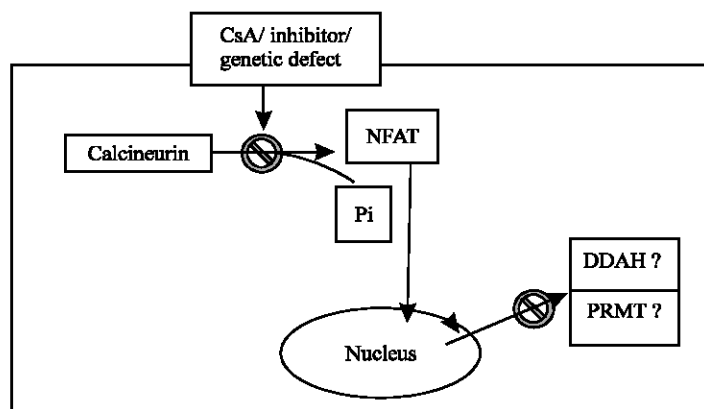 CsA/ inhibitor/
genetic defect
Calcineurin
NFAT
Pi
DDAH ?
PRMT ?
Nucleus